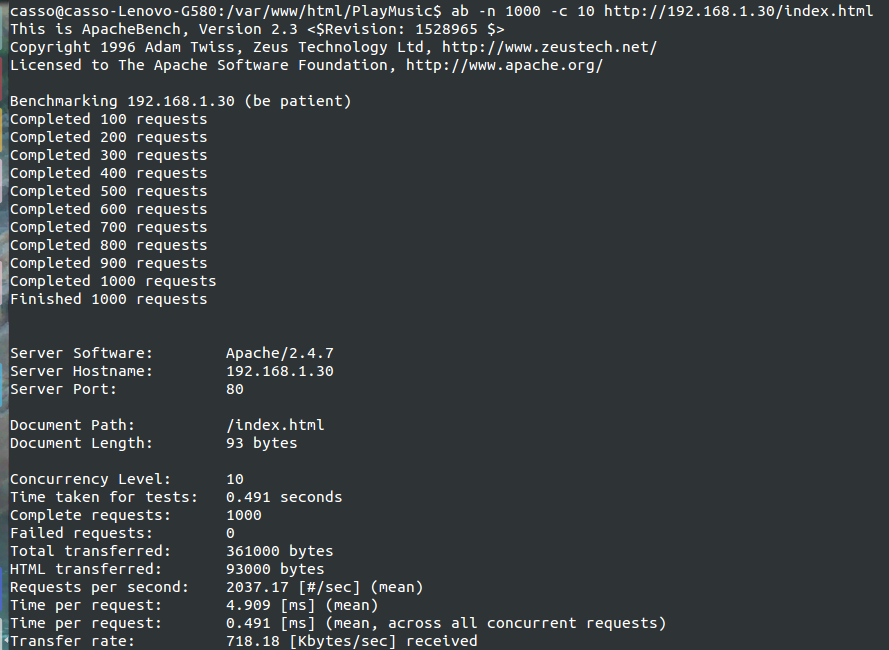 casso@casso-Lenovo-G580:/var/www/html/PlayMusic$ ab -n 1000 -c 10 http://192.168.1.30/index.html
This is ApacheBench, Version 2.3 <$Revision: 1528965 $>
Copyright 1996 Adam Twiss, Zeus Technology Ltd, http://www.zeustech.net/
Licensed to The Apache Software Foundation, http://www.apache.org/

Benchmarking 192.168.1.30 (be patient)
Completed 100 requests
Completed 200 requests
Completed 300 requests
Completed 400 requests
Completed 500 requests
Completed 600 requests
Completed 700 requests
Completed 800 requests
Completed 900 requests
Completed 1000 requests
Finished 1000 requests

Server Software:        Apache/2.4.7
Server Hostname:        192.168.1.30
Server Port:            80

Document Path:          /index.html
Document Length:        93 bytes

Concurrency Level:      10
Time taken for tests:   0.491 seconds
Complete requests:      1000
Failed requests:        0
Total transferred:      361000 bytes
HTML transferred:       93000 bytes
Requests per second:    2037.17 [#/sec] (mean)
Time per request:       4.909 [ms] (mean)
Time per request:       0.491 [ms] (mean, across all concurrent requests)
Transfer rate:          718.18 [Kbytes/sec] received